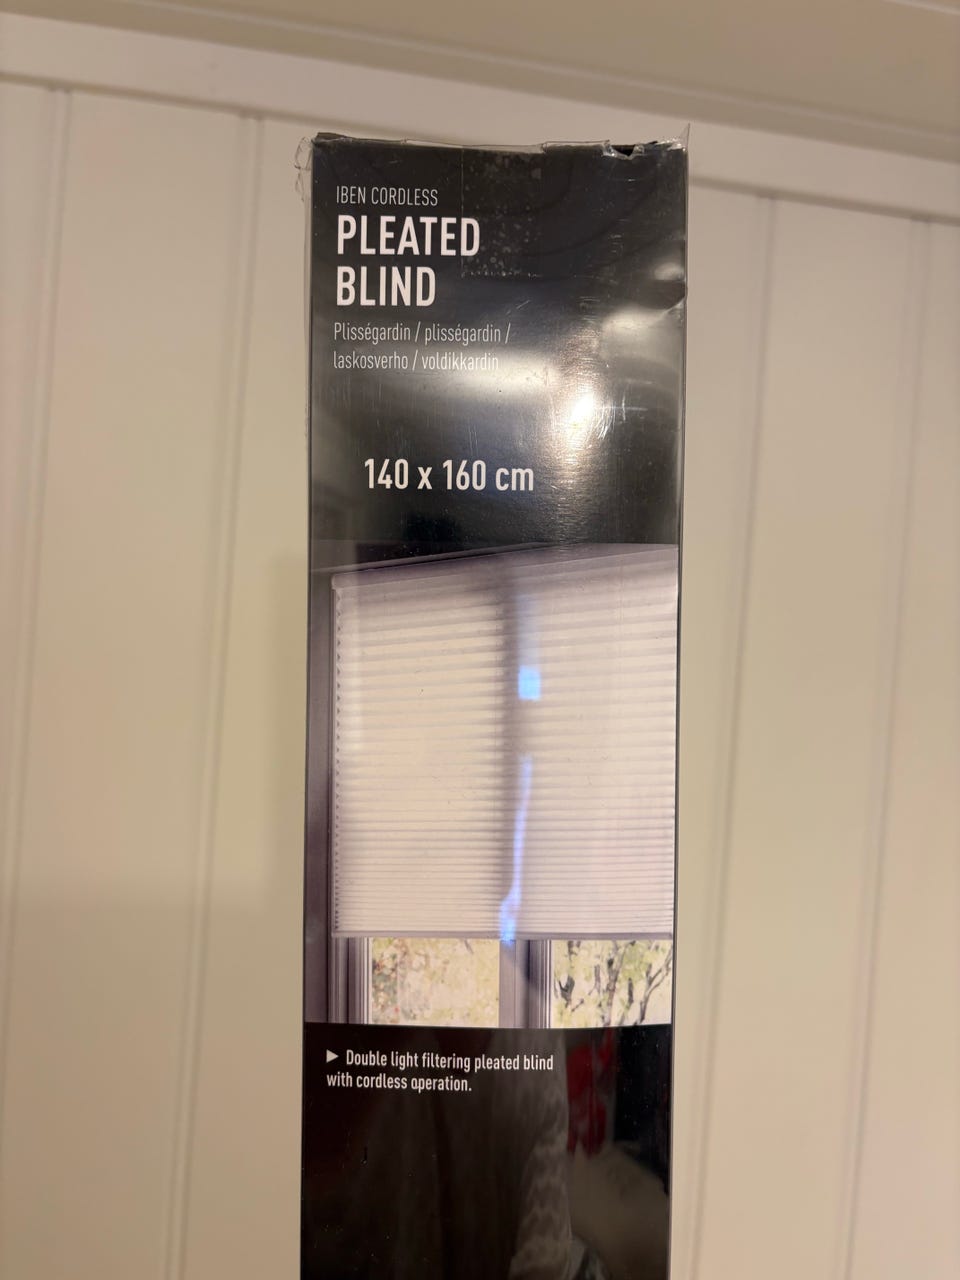 IBEN CORDLESS
PLEATED
BLIND
Plisségardin / plisségardin /
laskosverho / voldikkardin
140 x 160 cm
▶ Double light filtering pleated blind
with cordless operation.